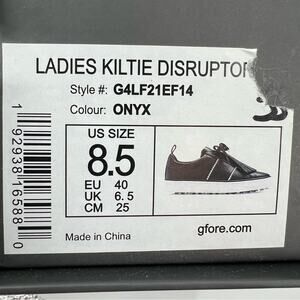 LADIES KILTIE DISRUPTOR
Style #: G4LF21EF14
Colour: ONYX
US SIZE
8.5
EU 40
UK 6.5
CM 25
Made in China
gfore.com
192938165880